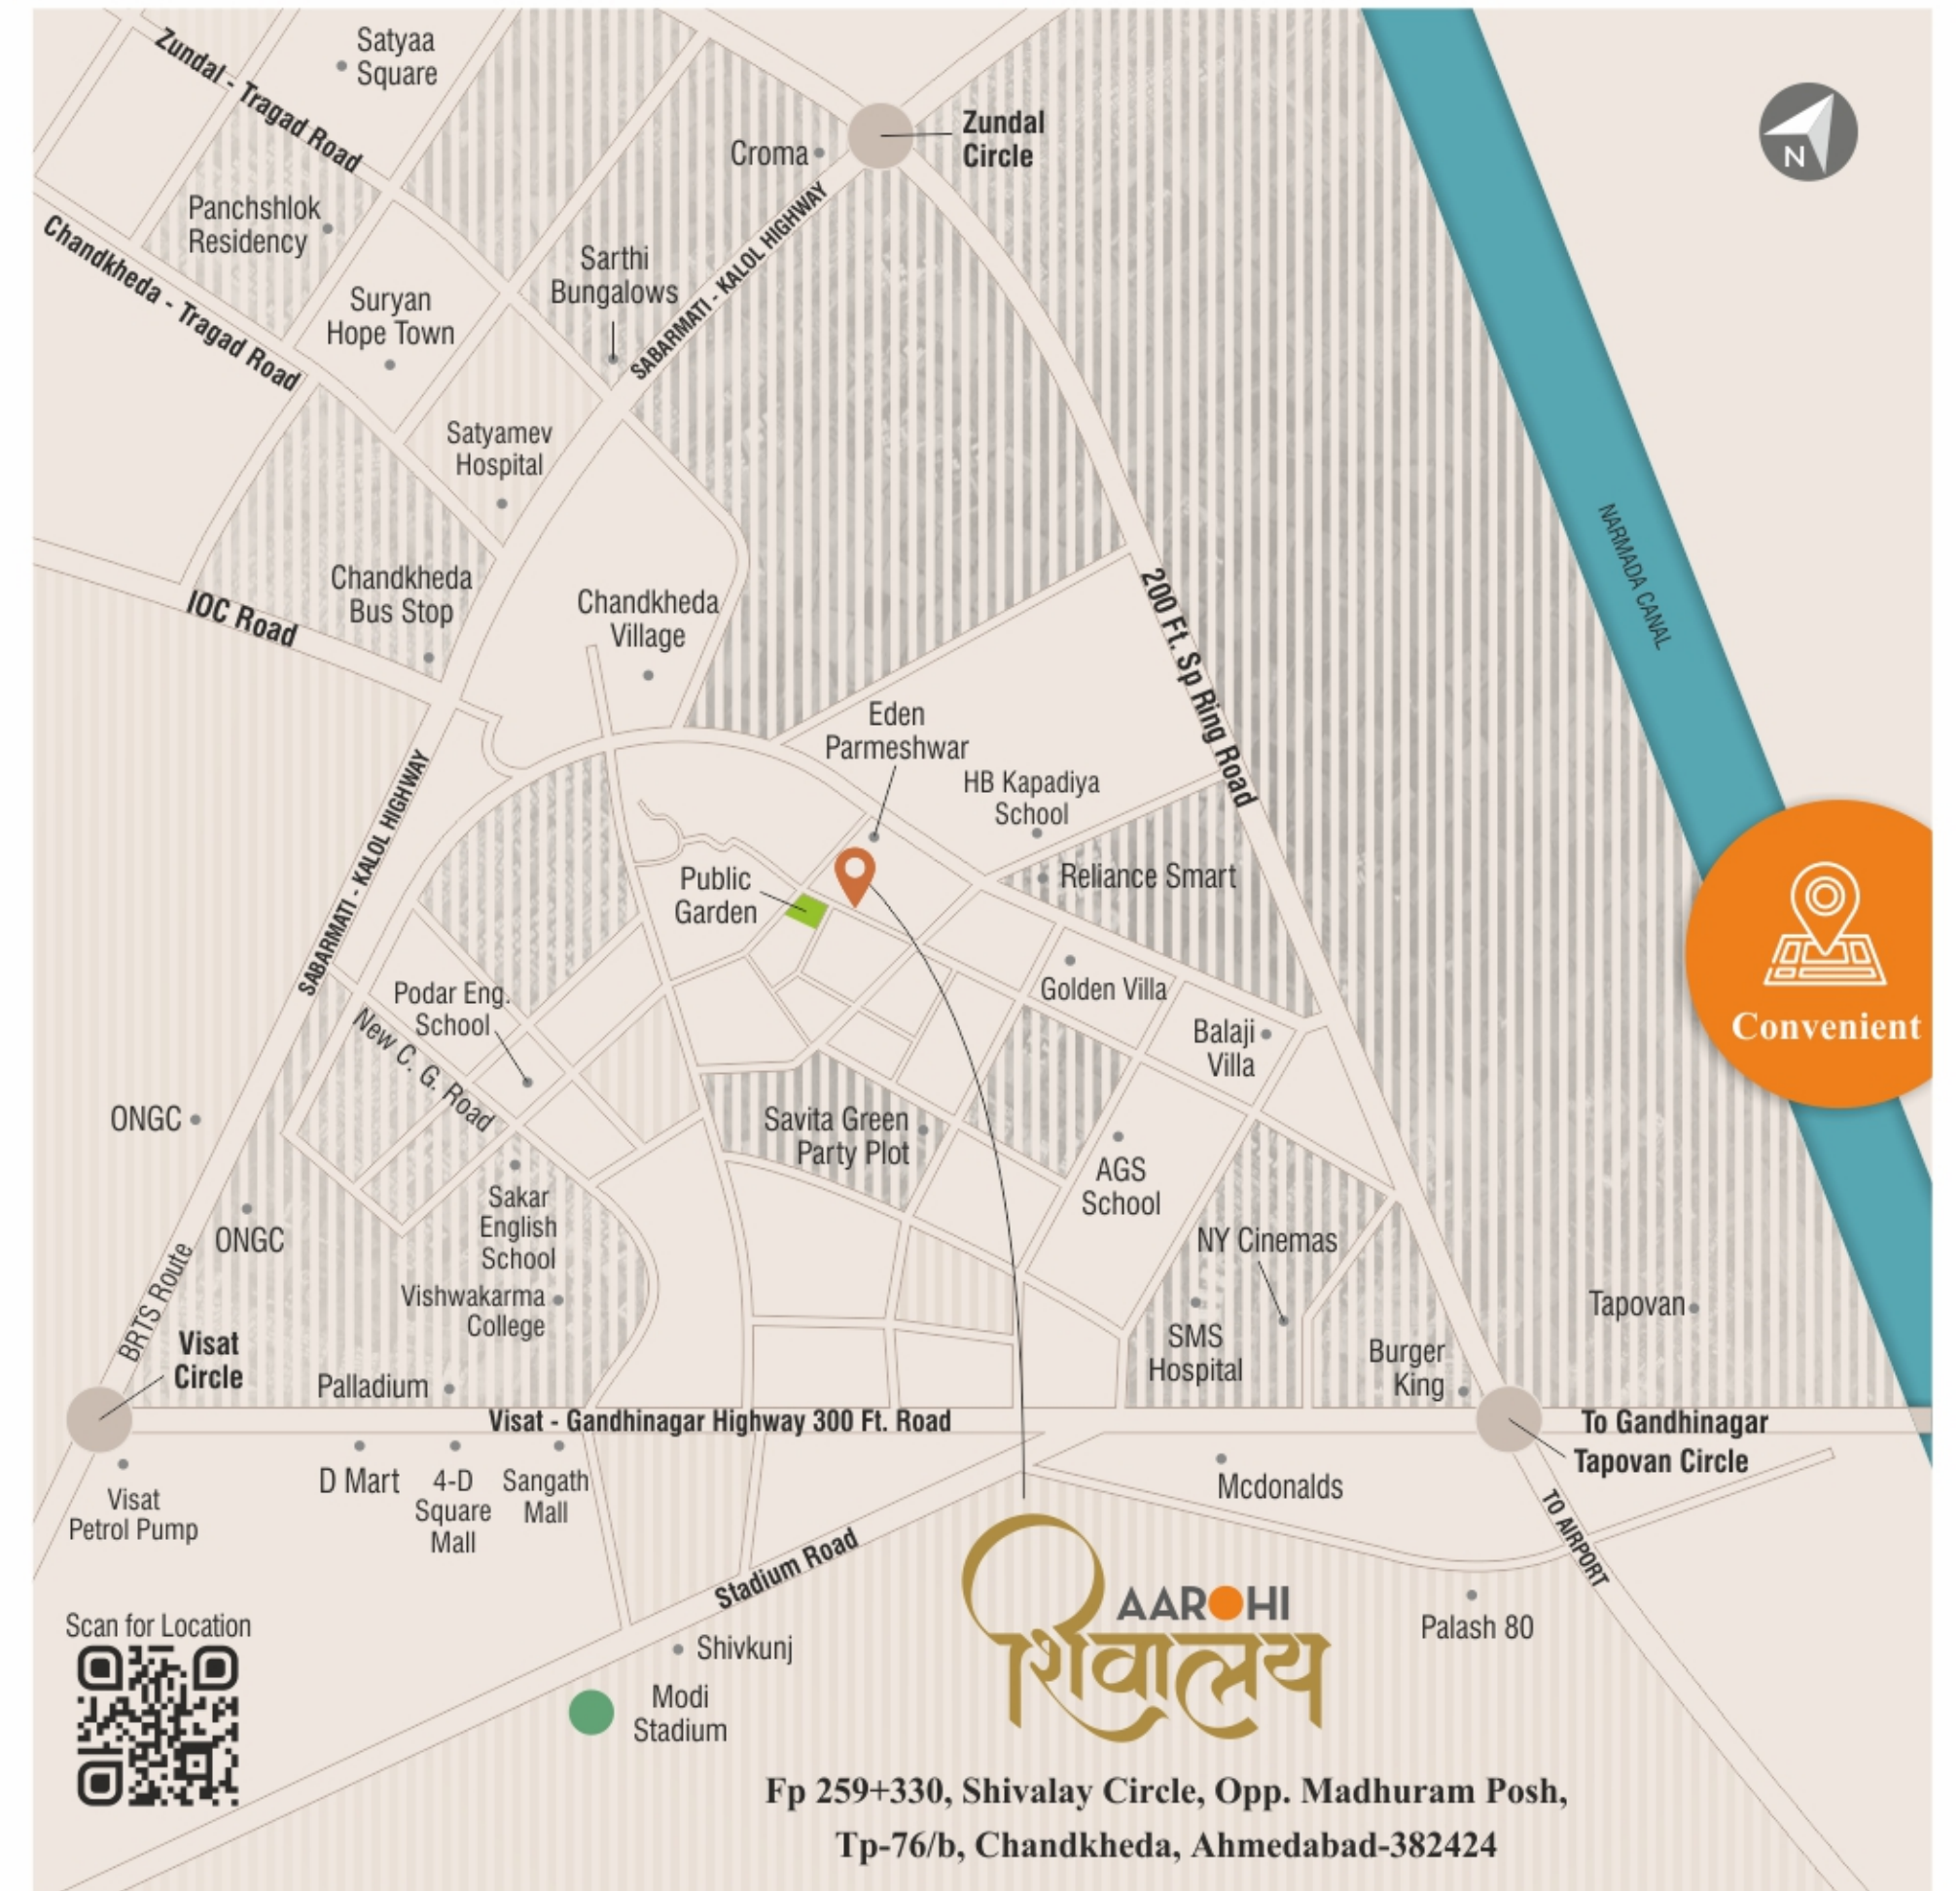 Satyaa
Square
Zundal - Tragad Road
Zundal
Circle
Croma
N
Panchshlok
Residency
Chandkheda - Tragad Road
Sarthi
Bungalows
SABARMATI - KALOL HIGHWAY
Suryan
Hope Town
Satyamev
Hospital
NARMADA CANAL
Chandkheda
Bus Stop
IOC Road
Chandkheda
Village
200 Ft. Sp Ring Road
Eden
Parmeshwar
HB Kapadiya
School
SABARMATI - KALOL HIGHWAY
Public
Garden
Reliance Smart
Convenient
Podar Eng.
School
New C. G. Road
Golden Villa
Balaji
Villa
ONGC
Savita Green
Party Plot
AGS
School
ONGC
Sakar
English
School
NY Cinemas
BRTS Route
Vishwakarma
College
Tapovan
Visat
Circle
SMS
Hospital
Burger
King
Palladium
Visat - Gandhinagar Highway 300 Ft. Road
To Gandhinagar
Tapovan Circle
Visat
Petrol Pump
D Mart
4-D
Square
Mall
Sangath
Mall
Mcdonalds
TO AIRPORT
Stadium Road
Palash 80
Scan for Location
Shivkunj
Modi
Stadium
AAROHI
शिवालय
Fp 259+330, Shivalay Circle, Opp. Madhuram Posh,
Tp-76/b, Chandkheda, Ahmedabad-382424